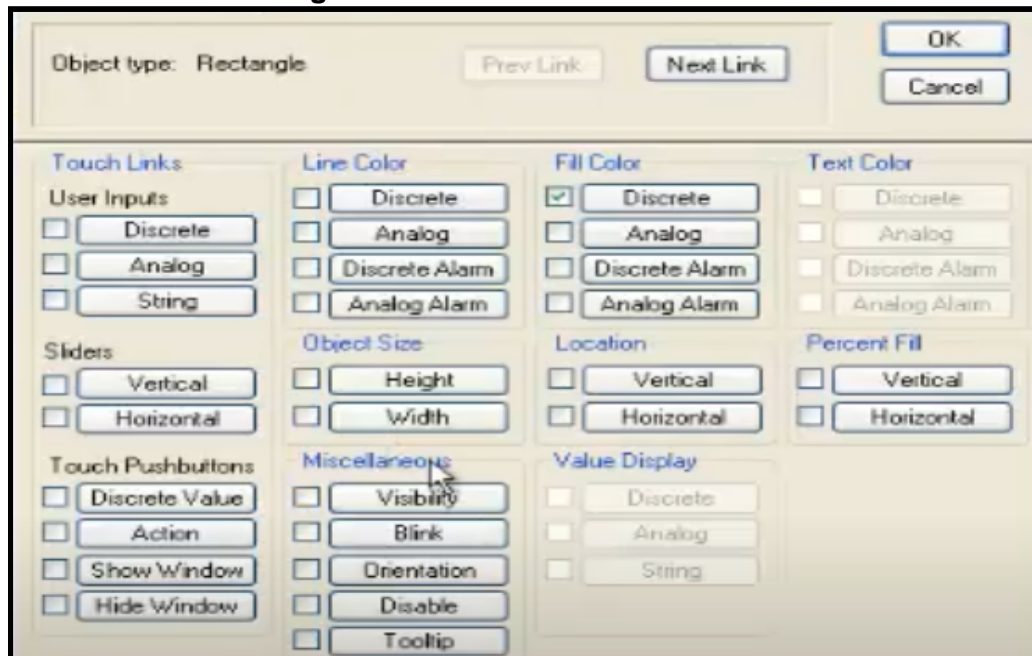 Object type: Rectangle
Prev Link
Next Link
OK
Cancel
Touch Links
User Inputs
Discrete
Analog
String
Sliders
Vertical
Horizontal
Touch Pushbuttons
Discrete Value
Action
Show Window
Hide Window
Line Color
Discrete
Analog
Discrete Alarm
Analog Alarm
Object Size
Height
Width
Miscellaneous
Visibility
Blink
Orientation
Disable
Tooltip
Fill Color
Discrete
Analog
Discrete Alarm
Analog Alarm
Location
Vertical
Horizontal
Value Display
Discrete
Analog
String
Text Color
Discrete
Analog
Discrete Alarm
Analog Alarm
Percent Fill
Vertical
Horizontal